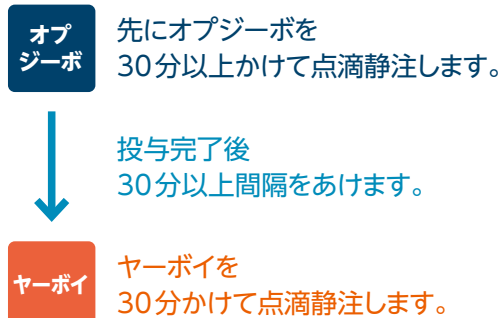 オプ
ジーボ
先にオプジーボを
30分以上かけて点滴静注します。
投与完了後
30分以上間隔をあけます。
ヤーボイ
ヤーボイを
30分かけて点滴静注します。